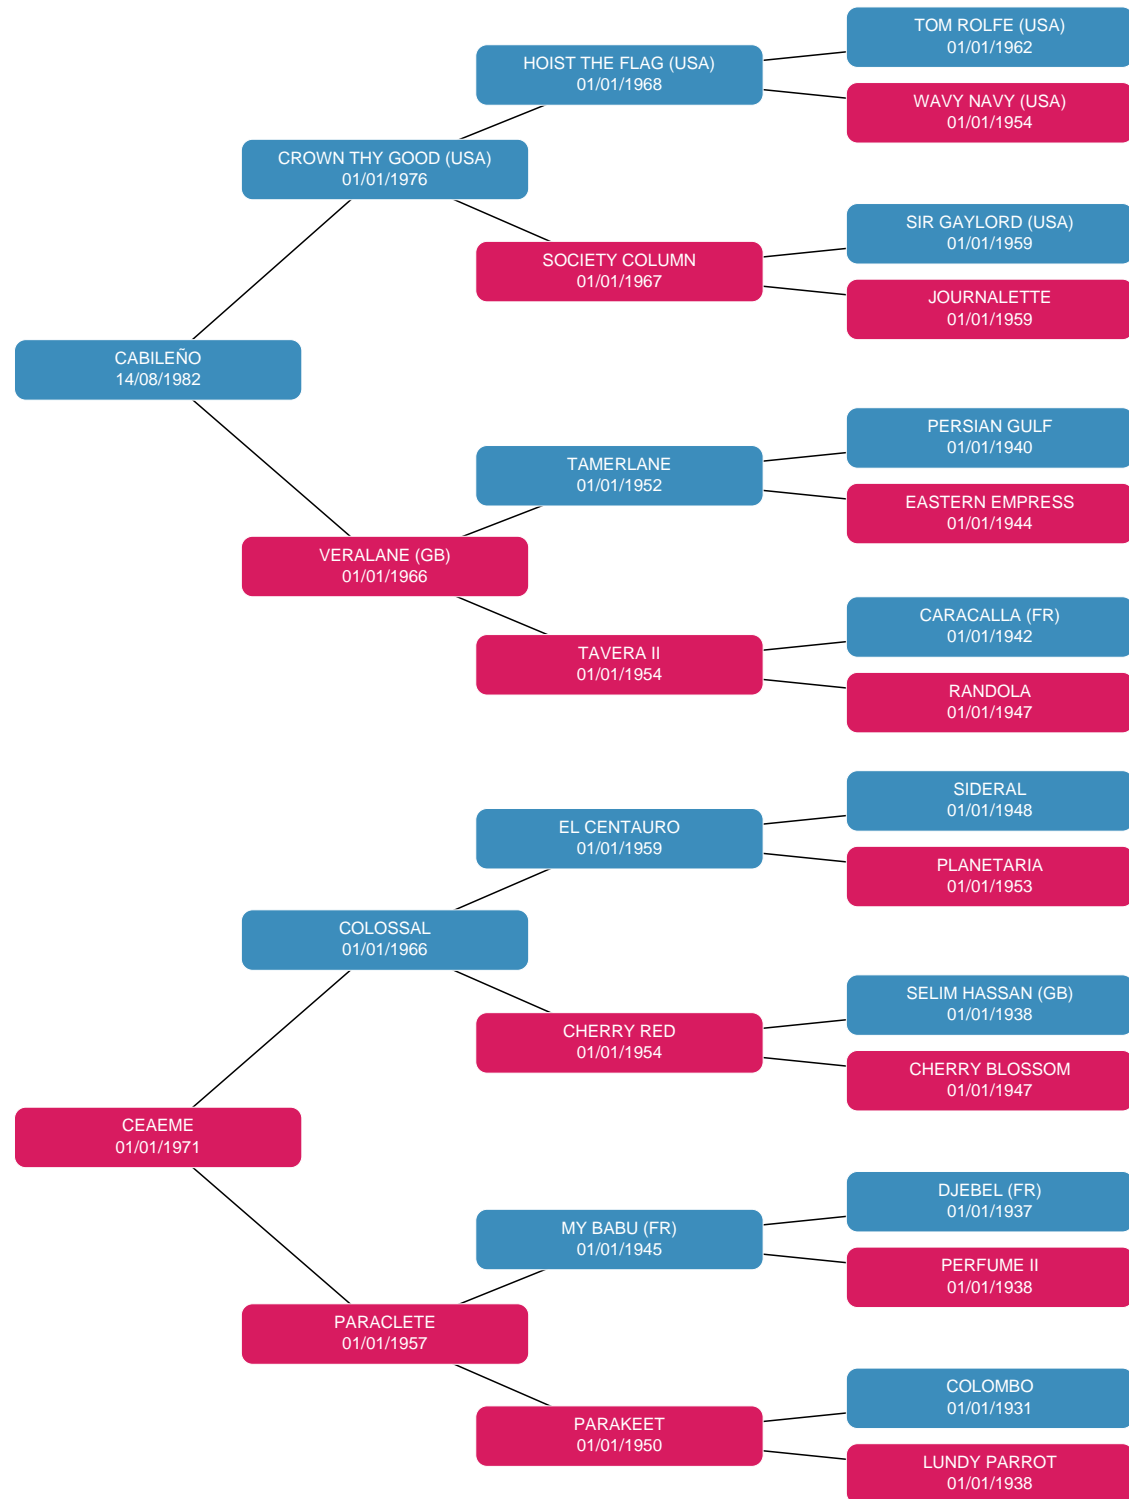 TOM ROLFE (USA)
01/01/1962
HOIST THE FLAG (USA)
01/01/1968
WAVY NAVY (USA)
01/01/1954
CROWN THY GOOD (USA)
01/01/1976
SIR GAYLORD (USA)
01/01/1959
SOCIETY COLUMN
01/01/1967
JOURNALETTE
01/01/1959
CABILEÑO
14/08/1982
PERSIAN GULF
01/01/1940
TAMERLANE
01/01/1952
EASTERN EMPRESS
01/01/1944
VERALANE (GB)
01/01/1966
CARACALLA (FR)
01/01/1942
TAVERA II
01/01/1954
RANDOLA
01/01/1947
SIDERAL
01/01/1948
EL CENTAURO
01/01/1959
PLANETARIA
01/01/1953
COLOSSAL
01/01/1966
SELIM HASSAN (GB)
01/01/1938
CHERRY RED
01/01/1954
CHERRY BLOSSOM
01/01/1947
CEAEME
01/01/1971
DJEBEL (FR)
01/01/1937
MY BABU (FR)
01/01/1945
PERFUME II
01/01/1938
PARACLETE
01/01/1957
COLOMBO
01/01/1931
PARAKEET
01/01/1950
LUNDY PARROT
01/01/1938